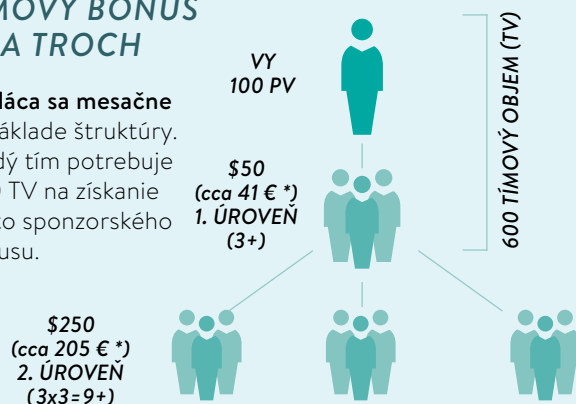 MOVÝ BONUS
A TROCH
láca sa mesačne
áklade štruktúry.
dý tím potrebuje
TV na získanie
to sponzorského
usu.
VY
100 PV
$50
(cca 41 € *)
1. ÚROVEŇ
(3+)
600 TÍMOVÝ OBJEM (TV)
$250
(cca 205 € *)
2. ÚROVEŇ
(3x3=9+)